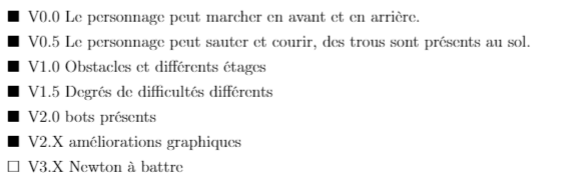 ■ V0.0 Le personnage peut marcher en avant et en arrière.
■ V0.5 Le personnage peut sauter et courir, des trous sont présents au sol.
■ V1.0 Obstacles et différents étages
■ V1.5 Degrés de difficultés différents
■ V2.0 bots présents
■ V2.X améliorations graphiques
□ V3.X Newton à battre